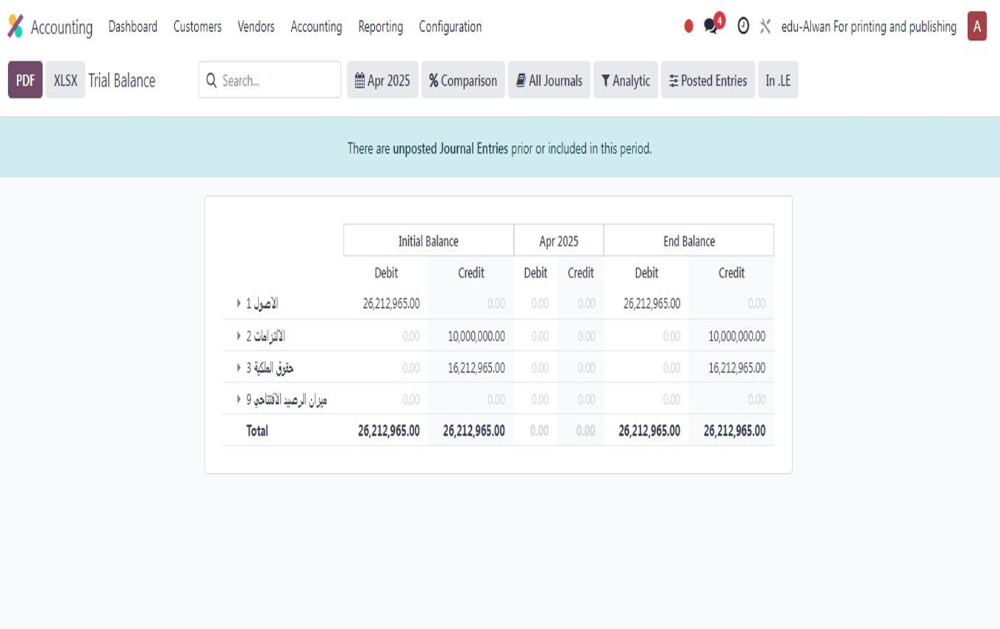 Accounting Dashboard Customers Vendors Accounting Reporting Configuration 4 edu-Alwan For printing and publishing A
PDF XLSX Trial Balance Search... Apr 2025 % Comparison All Journals Analytic Posted Entries In .LE
There are unposted Journal Entries prior or included in this period.
Initial Balance Apr 2025 End Balance
Debit Credit Debit Credit Debit Credit
1 الاصول 26,212,965.00 0.00 0.00 0.00 26,212,965.00 0.00
2 الالتزامات 0.00 10,000,000.00 0.00 0.00 0.00 10,000,000.00
3 حقوق الملكية 0.00 16,212,965.00 0.00 0.00 0.00 16,212,965.00
9 ميزان الرصيد الافتتاحي 0.00 0.00 0.00 0.00 0.00 0.00
Total 26,212,965.00 26,212,965.00 0.00 0.00 26,212,965.00 26,212,965.00